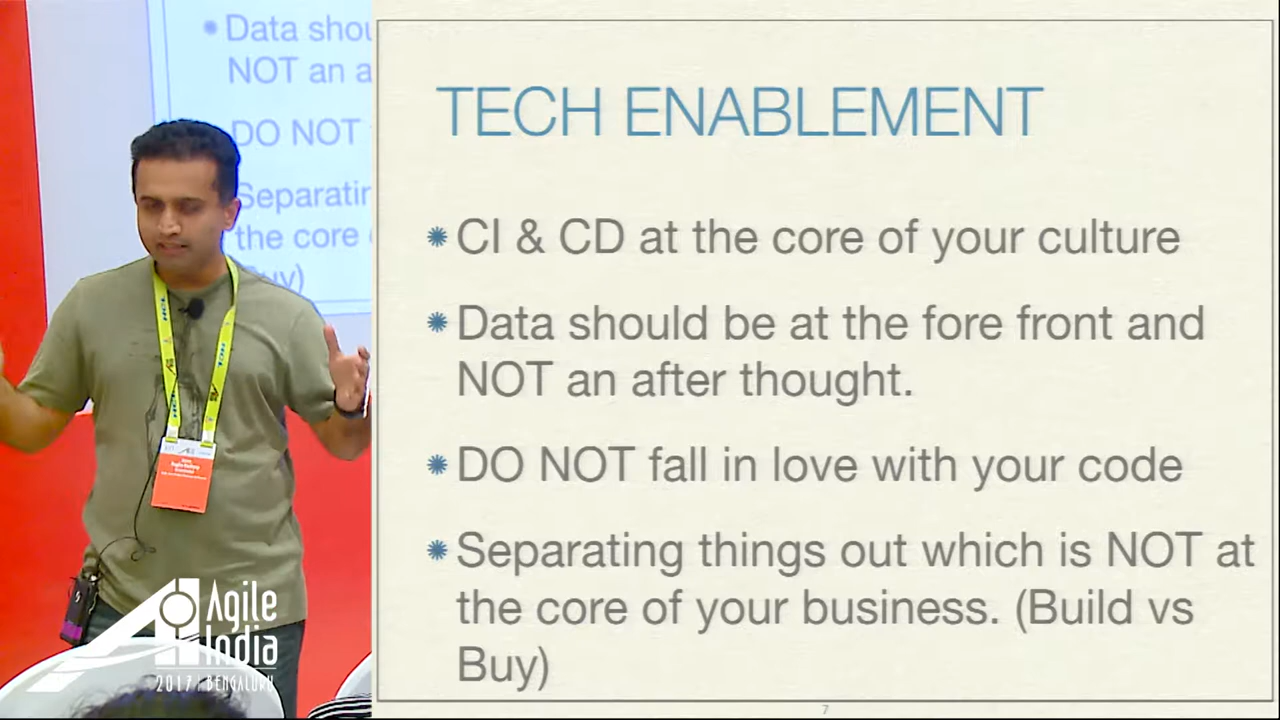 Data shou
NOT an a
DO NOT
Separatin
the core
Buy)
TECH ENABLEMENT
CI & CD at the core of your culture
Data should be at the fore front and
NOT an after thought.
DO NOT fall in love with your code
Separating things out which is NOT at
the core of your business. (Build vs
Buy)
7
Agile
India
2017 | BENGALURU